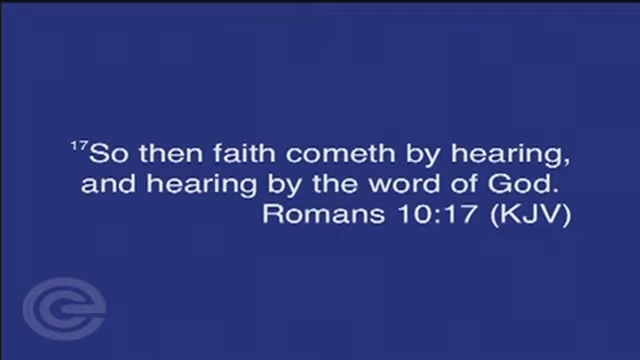 ¹⁷So then faith cometh by hearing,
and hearing by the word of God.
Romans 10:17 (KJV)